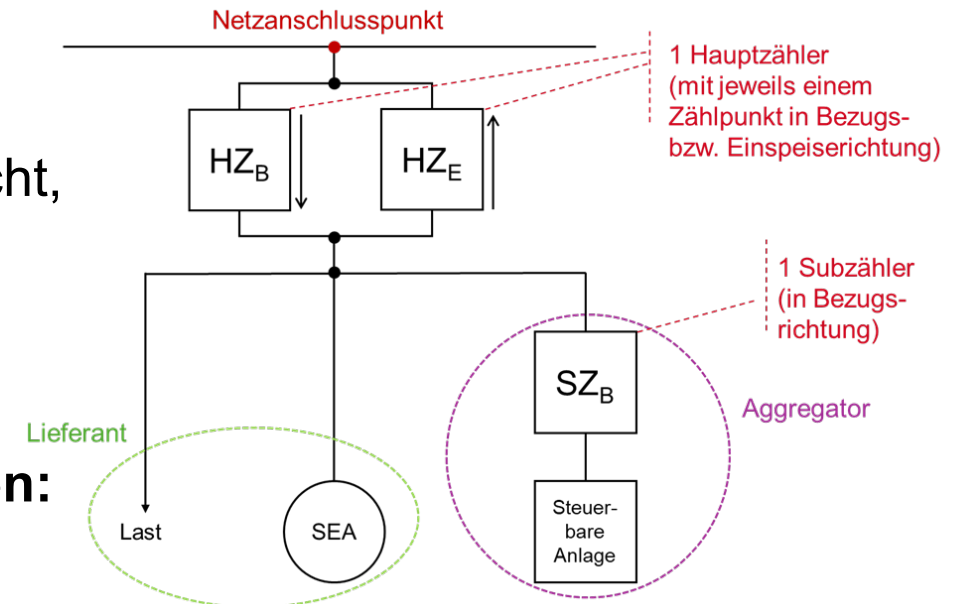 Netzanschlusspunkt
1 Hauptzähler
(mit jeweils einem
Zählpunkt in Bezugs-
bzw. Einspeiserichtung)
HZB
HZE
cht,
1 Subzähler
(in Bezugs-
richtung)
SZB
Aggregator
Lieferant
n:
Last
SEA
Steuer-
bare
Anlage